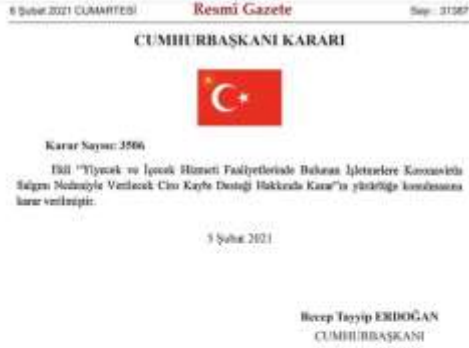 6 Şubat 2021 CUMARTESİ Resmî Gazete Sayı : 31387
CUMHURBAŞKANI KARARI
Karar Sayısı: 3506
Ekli "Yiyecek ve İçecek Hizmeti Faaliyetlerinde Bulunan İşletmelere Koronavirüs
Salgını Nedeniyle Verilecek Ciro Kaybı Desteği Hakkında Karar"ın yürürlüğe konulmasına
karar verilmiştir.
5 Şubat 2021
Recep Tayyip ERDOĞAN
CUMHURBAŞKANI